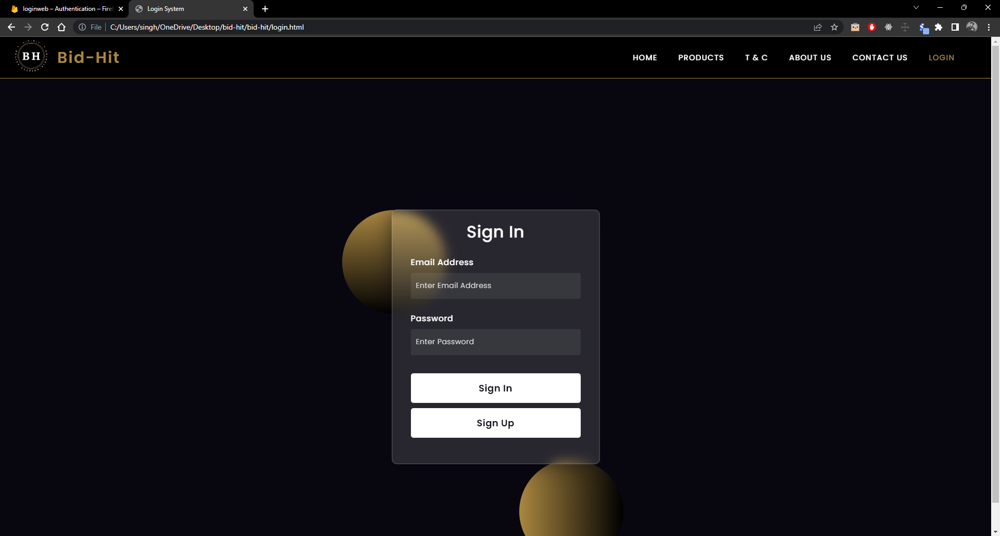 loginweb – Authentication – Fire
Login System
File
C:/Users/singh/OneDrive/Desktop/bid-hit/bid-hit/login.html
BH
Bid-Hit
HOME
PRODUCTS
T & C
ABOUT US
CONTACT US
LOGIN
Sign In
Email Address
Enter Email Address
Password
Enter Password
Sign In
Sign Up